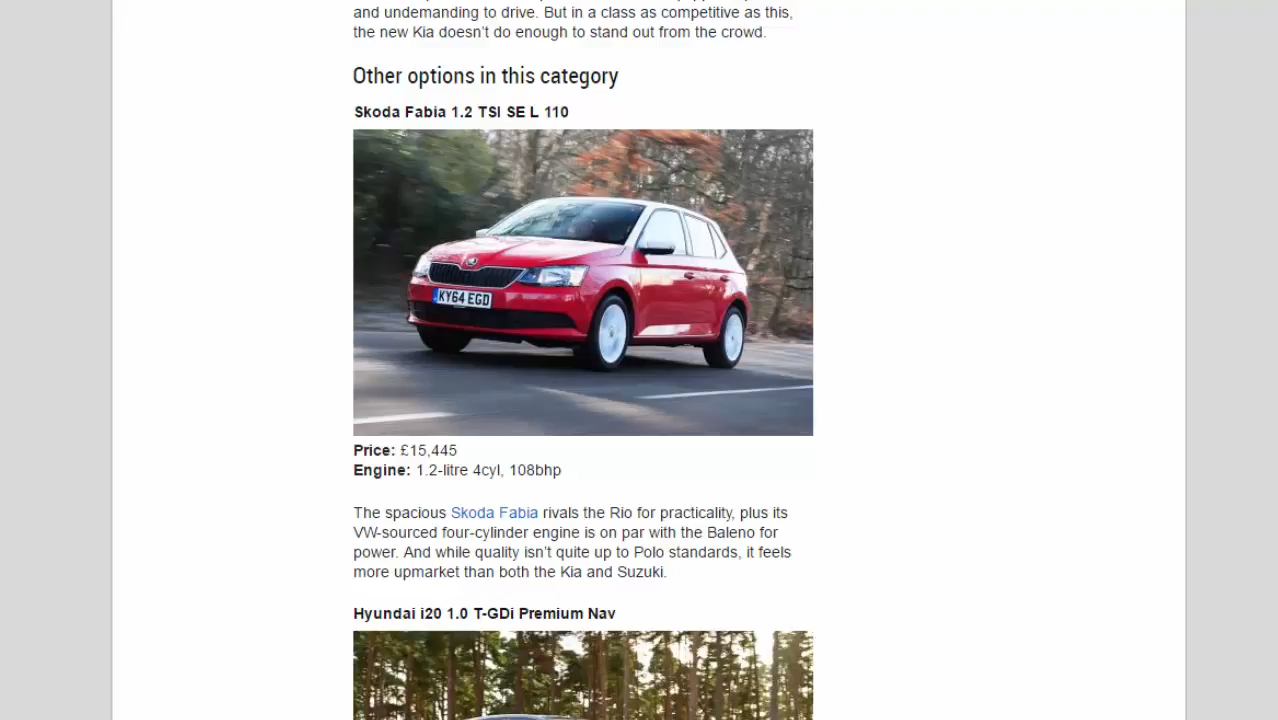 and undemanding to drive. But in a class as competitive as this,
the new Kia doesn't do enough to stand out from the crowd.
Other options in this category
Skoda Fabia 1.2 TSI SE L 110
KY64 EGD
Price: £15,445
Engine: 1.2-litre 4cyl, 108bhp
The spacious Skoda Fabia rivals the Rio for practicality, plus its
VW-sourced four-cylinder engine is on par with the Baleno for
power. And while quality isn't quite up to Polo standards, it feels
more upmarket than both the Kia and Suzuki.
Hyundai i20 1.0 T-GDi Premium Nav